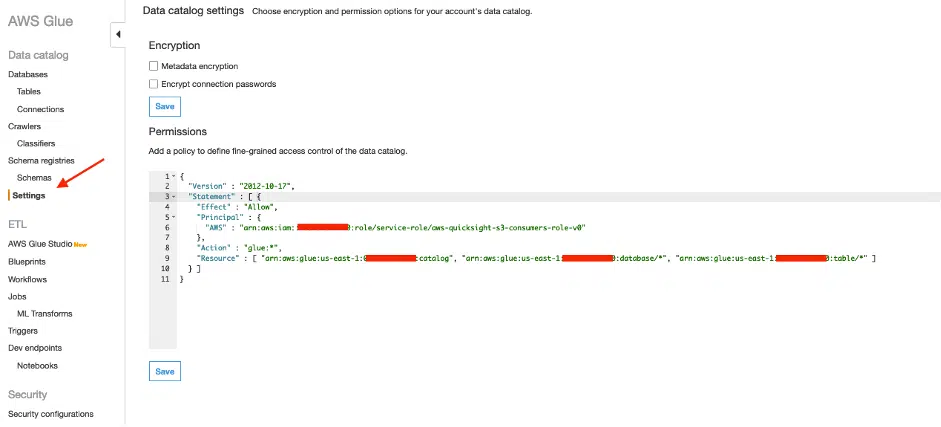 AWS Glue
Data catalog
Databases
Tables
Connections
Crawlers
Classifiers
Schema registries
Schemas
Settings
ETL
AWS Glue Studio New
Blueprints
Workflows
Jobs
ML Transforms
Triggers
Dev endpoints
Notebooks
Security
Security configurations
Data catalog settings Choose encryption and permission options for your account's data catalog.
Encryption
Metadata encryption
Encrypt connection passwords
Save
Permissions
Add a policy to define fine-grained access control of the data catalog.
1 {
2 "Version" : "2012-10-17",
3 "Statement" : [ {
4 "Effect" : "Allow",
5 "Principal" : {
6 "AWS" : "arn:aws:iam: 0:role/service-role/aws-quicksight-s3-consumers-role-v0"
7 },
8 "Action" : "glue:*",
9 "Resource" : [ "arn:aws:glue:us-east-1:0 :catalog", "arn:aws:glue:us-east-1: 0:database/*", "arn:aws:glue:us-east-1: 0:table/*" ]
10 } ]
11 }
Save